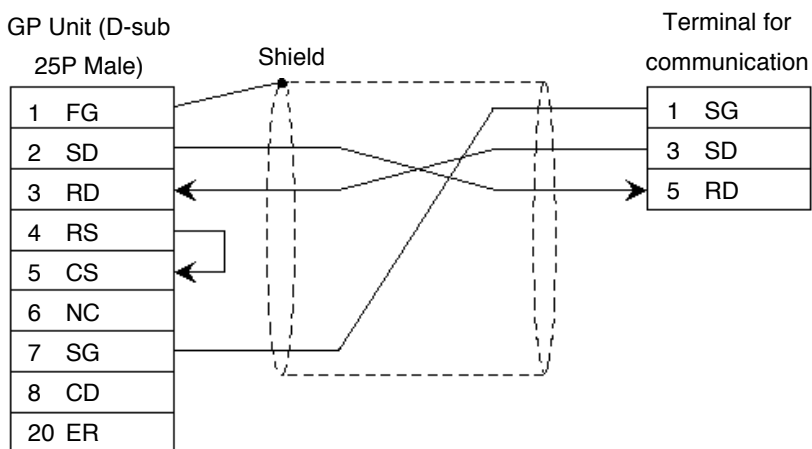 GP Unit (D-sub
25P Male)
Shield
Terminal for
communication
1 FG
2 SD
3 RD
4 RS
5 CS
6 NC
7 SG
8 CD
20 ER
1 SG
3 SD
5 RD